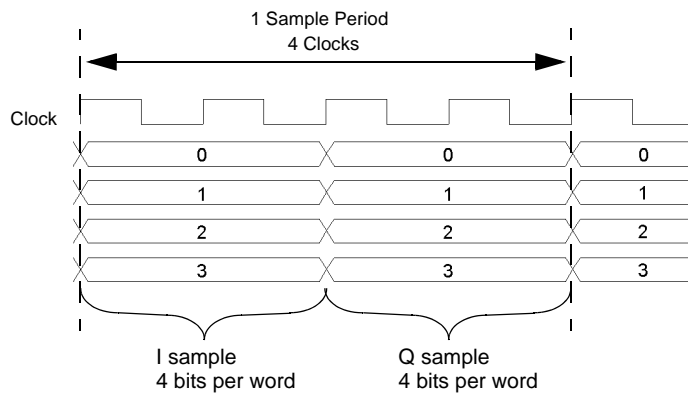 1 Sample Period
4 Clocks
Clock
0 0 0
1 1 1
2 2 2
3 3 3
I sample
4 bits per word
Q sample
4 bits per word